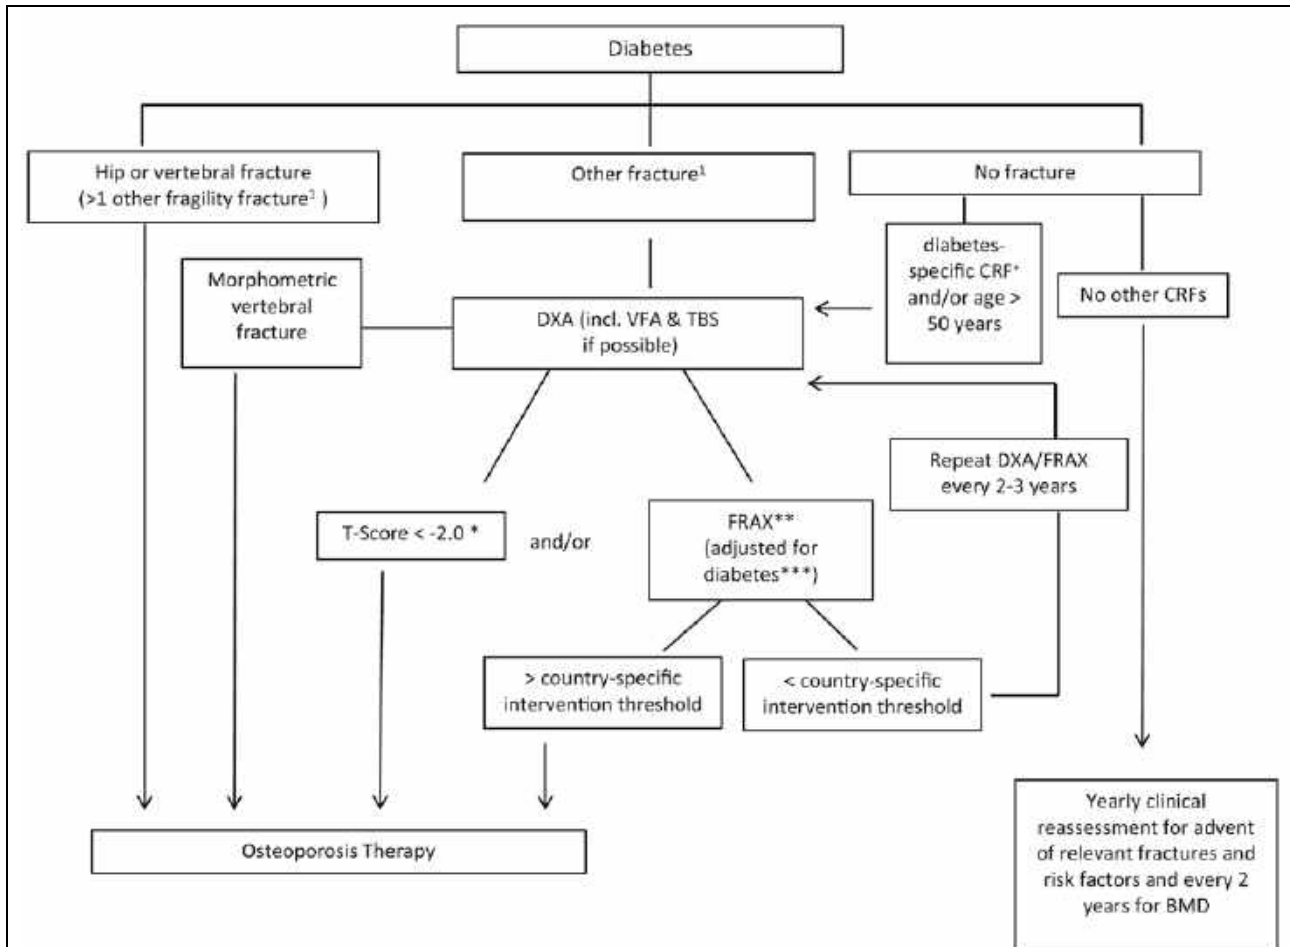 Diabetes
Hip or vertebral fracture
(>1 other fragility fracture¹ )
Other fracture¹
No fracture
diabetes-
specific CRF⁺
and/or age >
50 years
No other CRFs
Morphometric
vertebral
fracture
DXA (incl. VFA & TBS
if possible)
Repeat DXA/FRAX
every 2-3 years
T-Score < -2.0 *
and/or
FRAX**
(adjusted for
diabetes***)
> country-specific
intervention threshold
< country-specific
intervention threshold
Osteoporosis Therapy
Yearly clinical
reassessment for advent
of relevant fractures and
risk factors and every 2
years for BMD